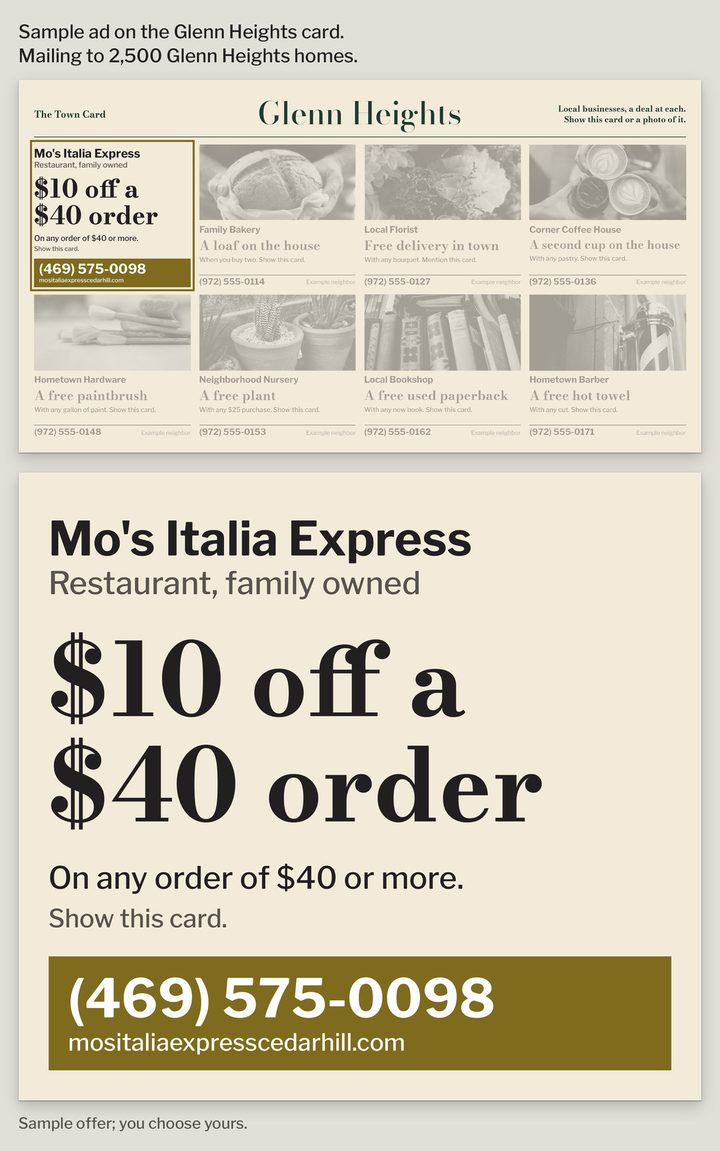 Sample ad on the Glenn Heights card.
Mailing to 2,500 Glenn Heights homes.
The Town Card
Glenn Heights
Local businesses, a deal at each.
Show this card or a photo of it.
Mo's Italia Express
Restaurant, family owned
$10 off a
$40 order
On any order of $40 or more.
Show this card.
(469) 575-0098
mositaliaexpresscedarhill.com
Family Bakery
A loaf on the house
When you buy two. Show this card.
(972) 555-0114
Example neighbor
Local Florist
Free delivery in town
With any bouquet. Mention this card.
(972) 555-0127
Example neighbor
Corner Coffee House
A second cup on the house
With any pastry. Show this card.
(972) 555-0136
Example neighbor
Hometown Hardware
A free paintbrush
With any gallon of paint. Show this card.
(972) 555-0148
Example neighbor
Neighborhood Nursery
A free plant
With any $25 purchase. Show this card.
(972) 555-0153
Example neighbor
Local Bookshop
A free used paperback
With any new book. Show this card.
(972) 555-0162
Example neighbor
Hometown Barber
A free hot towel
With any cut. Show this card.
(972) 555-0171
Example neighbor
Mo's Italia Express
Restaurant, family owned
$10 off a
$40 order
On any order of $40 or more.
Show this card.
(469) 575-0098
mositaliaexpresscedarhill.com
Sample offer; you choose yours.